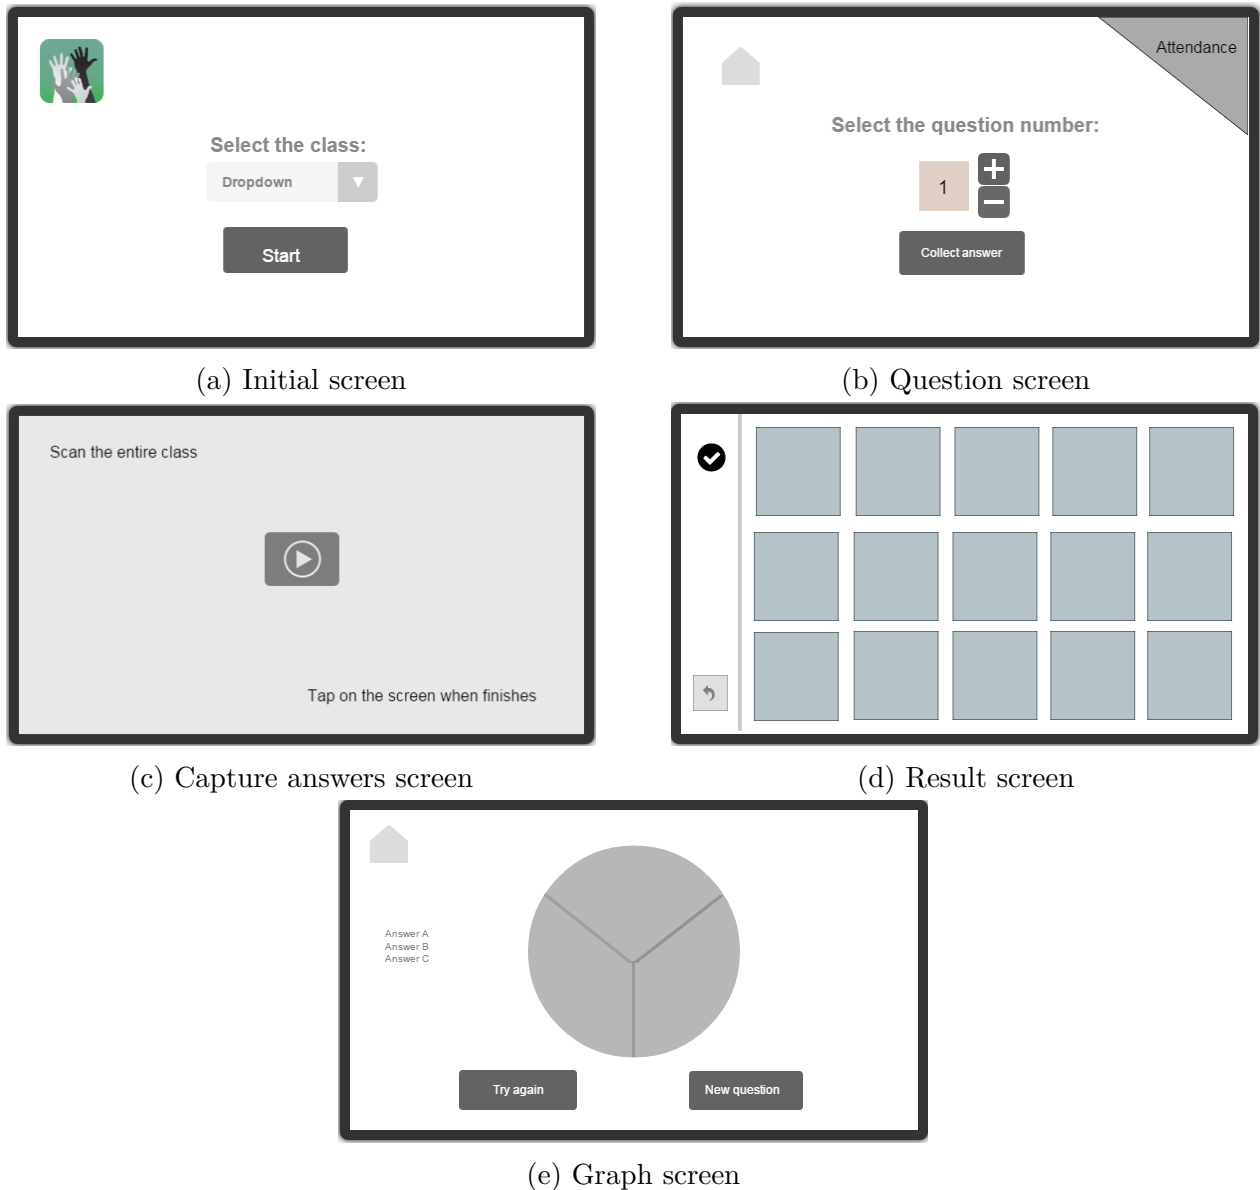 Select the class:
Dropdown
Start
(a) Initial screen
Attendance
Select the question number:
1
Collect answer
(b) Question screen
Scan the entire class
Tap on the screen when finishes
(c) Capture answers screen
(d) Result screen
Answer A
Answer B
Answer C
Try again
New question
(e) Graph screen